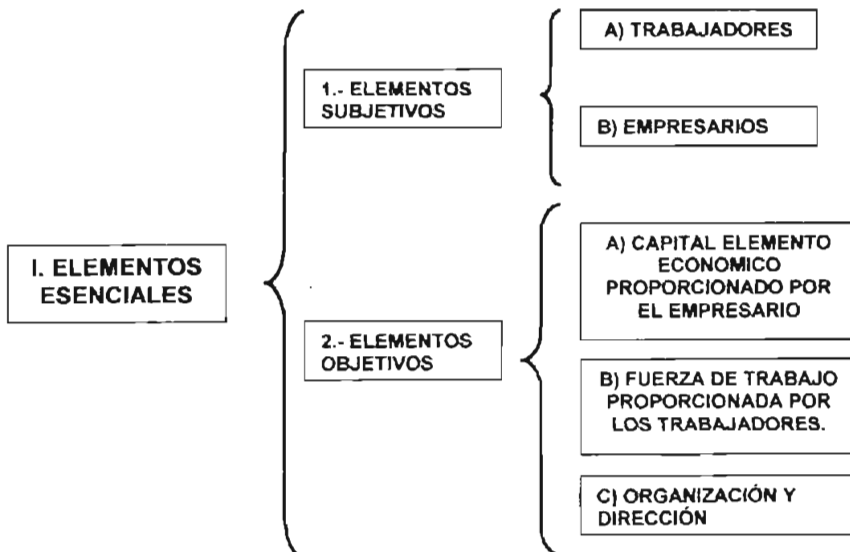 I. ELEMENTOS
ESENCIALES
1.- ELEMENTOS
SUBJETIVOS
A) TRABAJADORES
B) EMPRESARIOS
2.- ELEMENTOS
OBJETIVOS
A) CAPITAL ELEMENTO
ECONOMICO
PROPORCIONADO POR
EL EMPRESARIO
B) FUERZA DE TRABAJO
PROPORCIONADA POR
LOS TRABAJADORES.
C) ORGANIZACIÓN Y
DIRECCIÓN